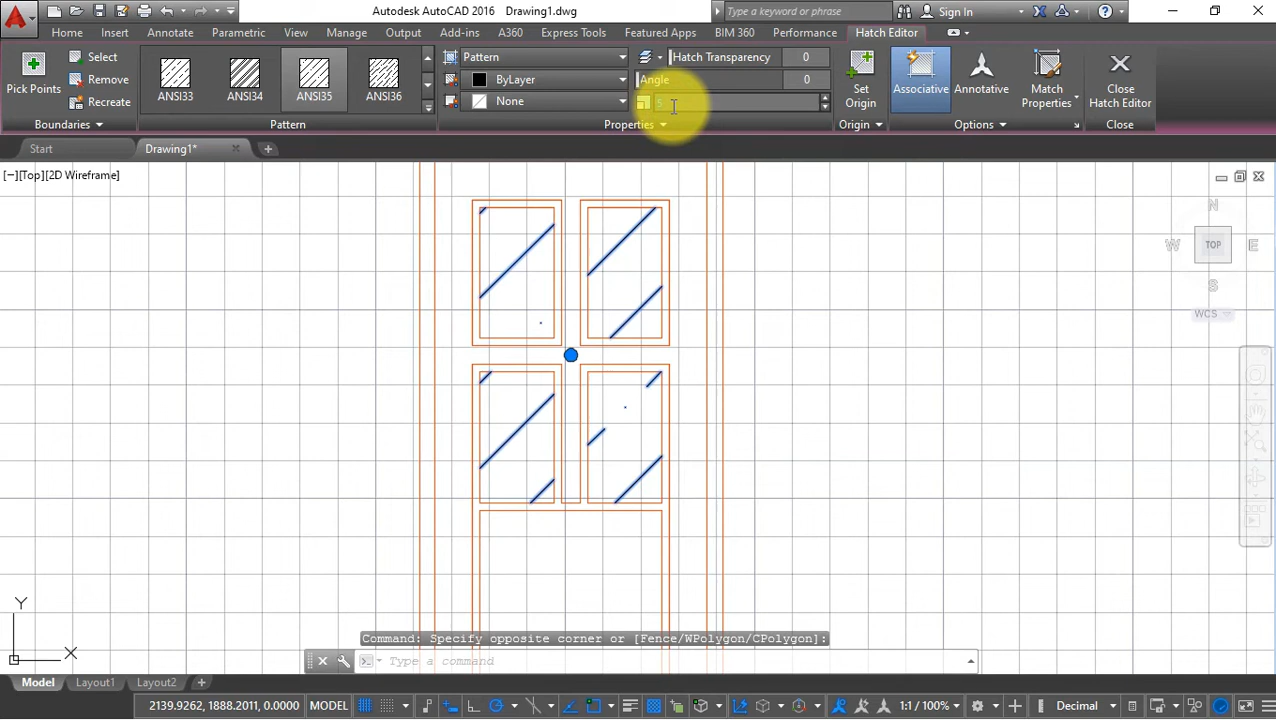 Autodesk AutoCAD 2016 Drawing1.dwg
Type a keyword or phrase
Sign In
Home Insert Annotate Parametric View Manage Output Add-ins A360 Express Tools Featured Apps BIM 360 Performance Hatch Editor
Pick Points
Select
Remove
Recreate
Boundaries
ANSI33
ANSI34
ANSI35
ANSI36
Pattern
Pattern
ByLayer
None
Hatch Transparency 0
Angle 0
5
Properties
Set
Origin
Origin
Associative
Annotative
Match
Properties
Options
Close
Hatch Editor
Close
Start
Drawing1*
[−][Top][2D Wireframe]
N
W
TOP
E
S
WCS
Y
X
Command: Specify opposite corner or [Fence/WPolygon/CPolygon]:
Type a command
Model Layout1 Layout2
2139.9262, 1888.2011, 0.0000 MODEL 1:1 / 100% Decimal